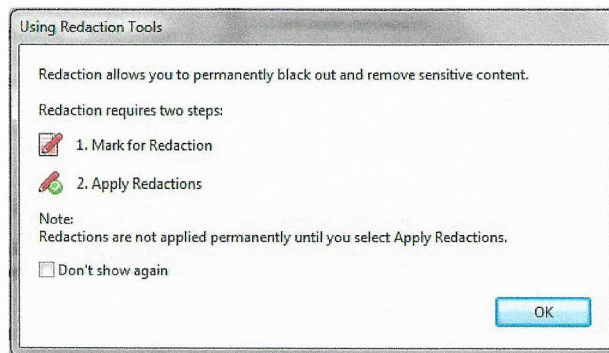 Using Redaction Tools
Redaction allows you to permanently black out and remove sensitive content.
Redaction requires two steps:
1. Mark for Redaction
2. Apply Redactions
Note:
Redactions are not applied permanently until you select Apply Redactions.
Don't show again
OK